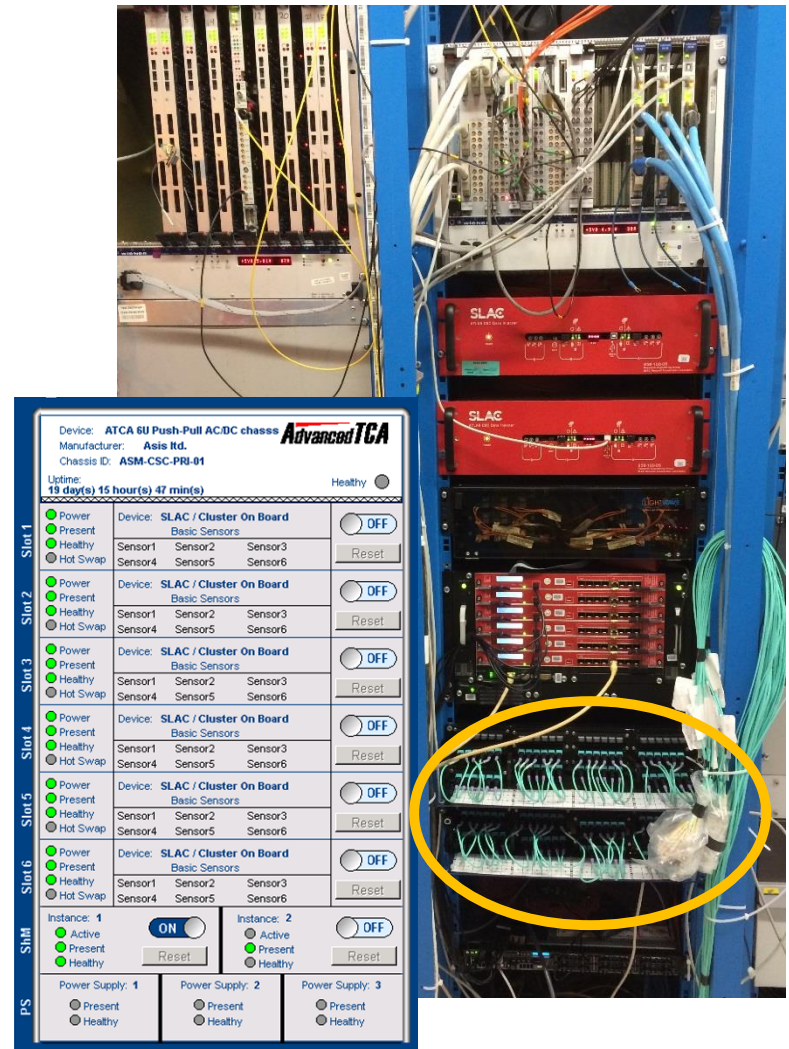 SLAC
SLAC
Device: ATCA 6U Push-Pull AC/DC chasss
AdvancedTCA
Manufacturer: Asis ltd.
Chassis ID: ASM-CSC-PRI-01
Uptime:
19 day(s) 15 hour(s) 47 min(s)
Healthy
Slot 1
Power
Present
Healthy
Hot Swap
Device: SLAC / Cluster On Board
Basic Sensors
Sensor1 Sensor2 Sensor3
Sensor4 Sensor5 Sensor6
OFF
Reset
Slot 2
Power
Present
Healthy
Hot Swap
Device: SLAC / Cluster On Board
Basic Sensors
Sensor1 Sensor2 Sensor3
Sensor4 Sensor5 Sensor6
OFF
Reset
Slot 3
Power
Present
Healthy
Hot Swap
Device: SLAC / Cluster On Board
Basic Sensors
Sensor1 Sensor2 Sensor3
Sensor4 Sensor5 Sensor6
OFF
Reset
Slot 4
Power
Present
Healthy
Hot Swap
Device: SLAC / Cluster On Board
Basic Sensors
Sensor1 Sensor2 Sensor3
Sensor4 Sensor5 Sensor6
OFF
Reset
Slot 5
Power
Present
Healthy
Hot Swap
Device: SLAC / Cluster On Board
Basic Sensors
Sensor1 Sensor2 Sensor3
Sensor4 Sensor5 Sensor6
OFF
Reset
Slot 6
Power
Present
Healthy
Hot Swap
Device: SLAC / Cluster On Board
Basic Sensors
Sensor1 Sensor2 Sensor3
Sensor4 Sensor5 Sensor6
OFF
Reset
ShM
Instance: 1
Active
Present
Healthy
ON
Reset
Instance: 2
Active
Present
Healthy
OFF
Reset
PS
Power Supply: 1
Present
Healthy
Power Supply: 2
Present
Healthy
Power Supply: 3
Present
Healthy